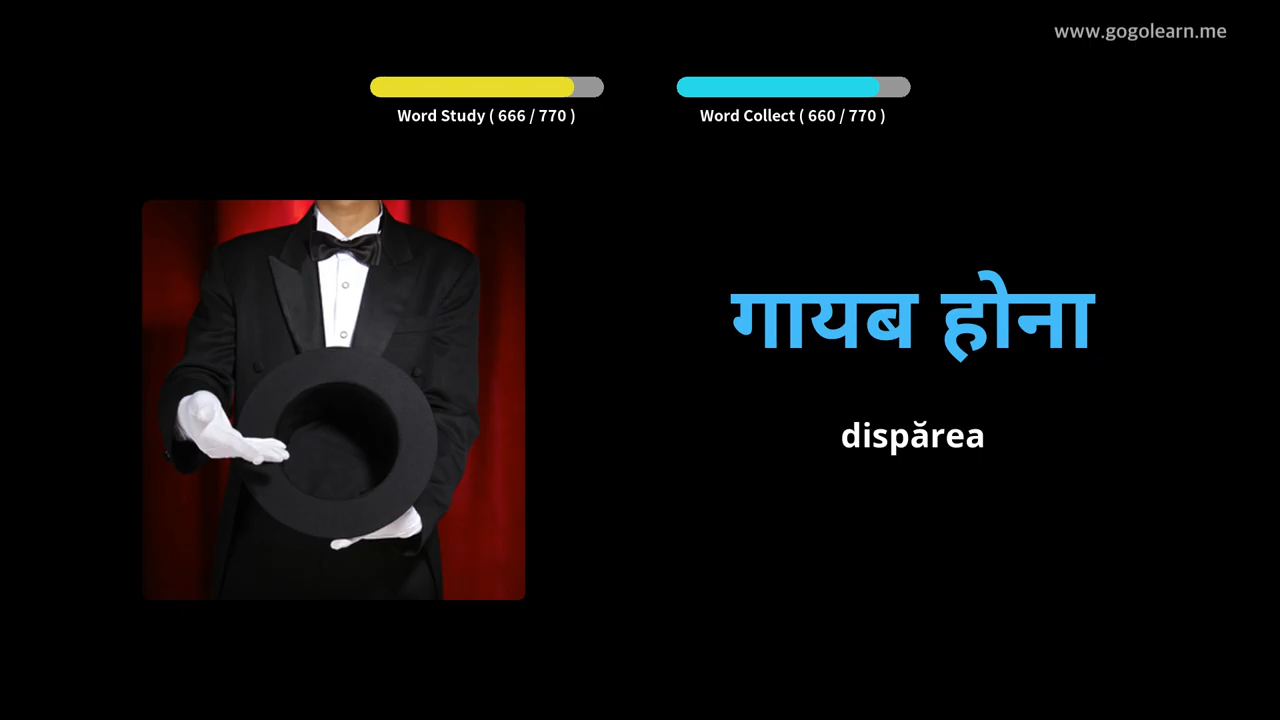 www.gogolearn.me
Word Study ( 666 / 770 )
Word Collect ( 660 / 770 )
गायब होना
dispărea